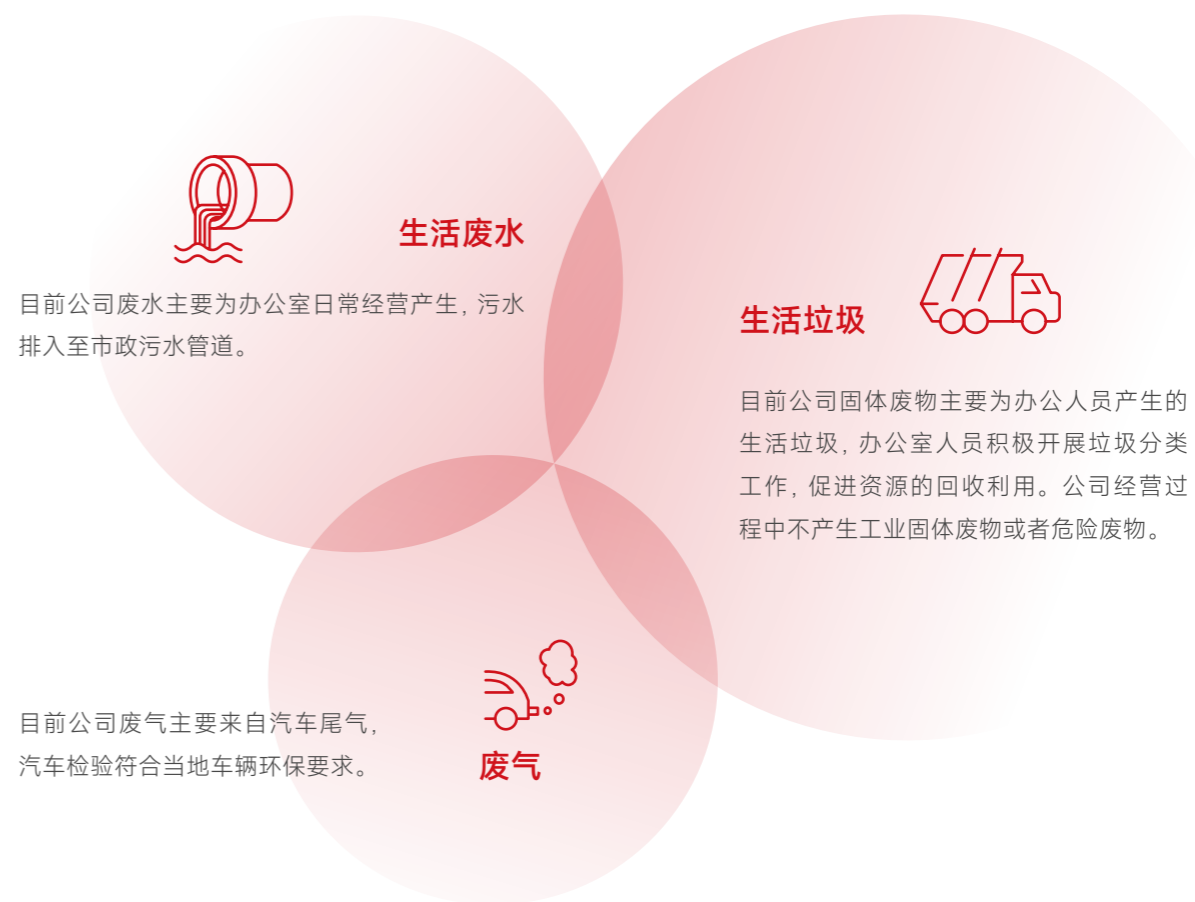 生活废水
目前公司废水主要为办公室日常经营产生，污水
排入至市政污水管道。
生活垃圾
目前公司固体废物主要为办公人员产生的
生活垃圾，办公室人员积极开展垃圾分类
工作，促进资源的回收利用。公司经营过
程中不产生工业固体废物或者危险废物。
目前公司废气主要来自汽车尾气，
汽车检验符合当地车辆环保要求。
废气